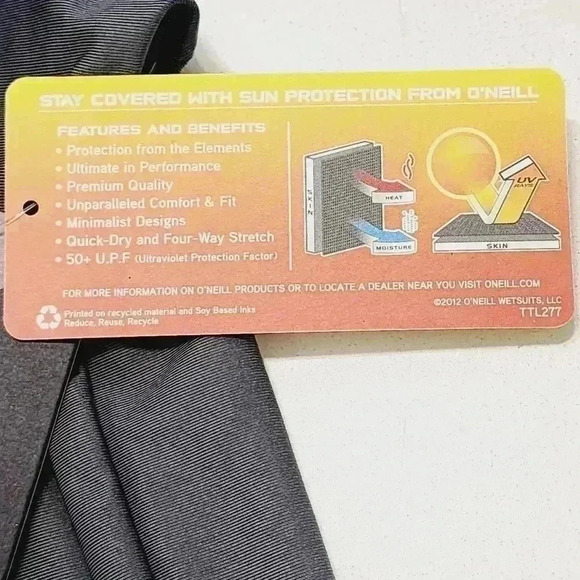 STAY COVERED WITH SUN PROTECTION FROM O'NEILL
FEATURES AND BENEFITS
• Protection from the Elements
• Ultimate in Performance
• Premium Quality
• Unparalleled Comfort & Fit
• Minimalist Designs
• Quick-Dry and Four-Way Stretch
• 50+ U.P.F (Ultraviolet Protection Factor)
SKIN
HEAT
MOISTURE
UV
RAYS
SKIN
FOR MORE INFORMATION ON O'NEILL PRODUCTS OR TO LOCATE A DEALER NEAR YOU VISIT ONEILL.COM
Printed on recycled material and Soy Based Inks
Reduce, Reuse, Recycle
©2012 O'NEILL WETSUITS, LLC
TTL277